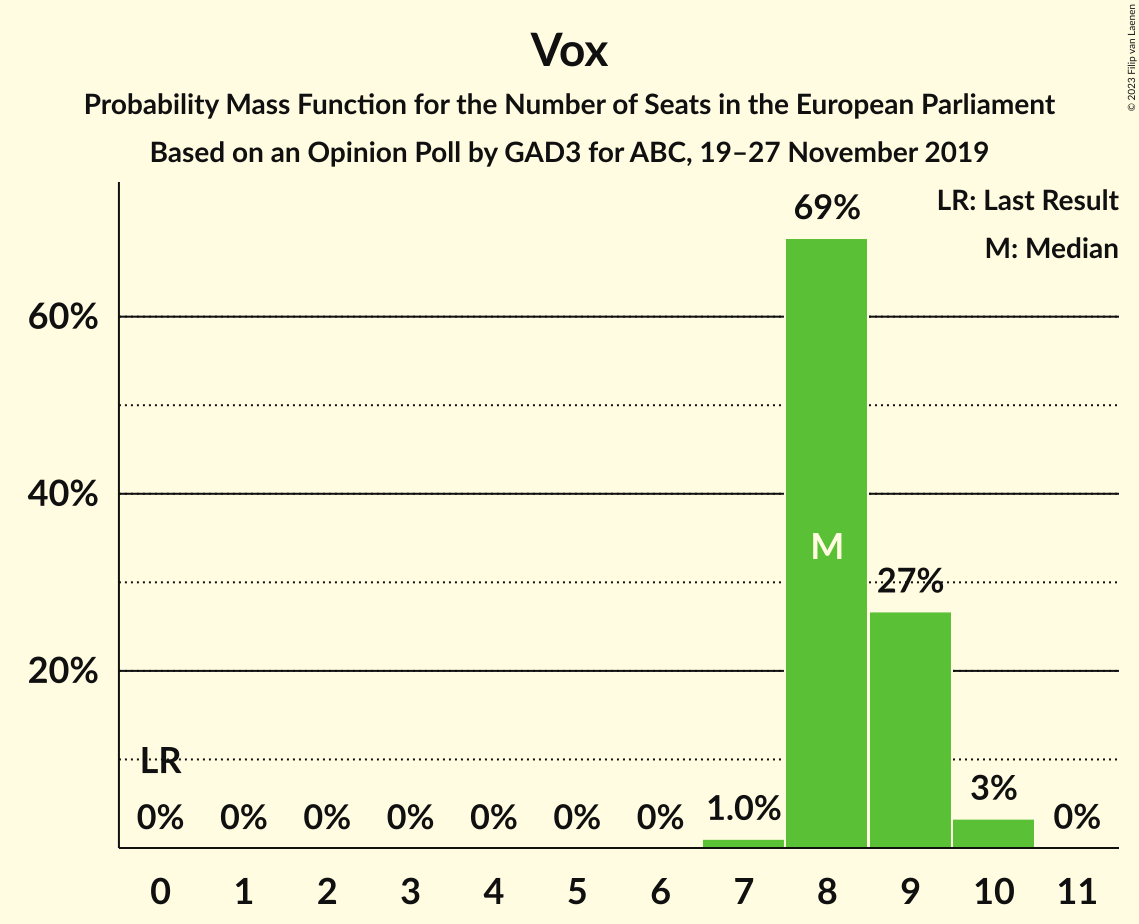 Vox
Probability Mass Function for the Number of Seats in the European Parliament
Based on an Opinion Poll by GAD3 for ABC, 19–27 November 2019
© 2023 Filip van Laenen
LR: Last Result
M: Median
69%
60%
40%
M
27%
20%
LR
0% 0% 0% 0% 0% 0% 0% 1.0% 3% 0%
0 1 2 3 4 5 6 7 8 9 10 11